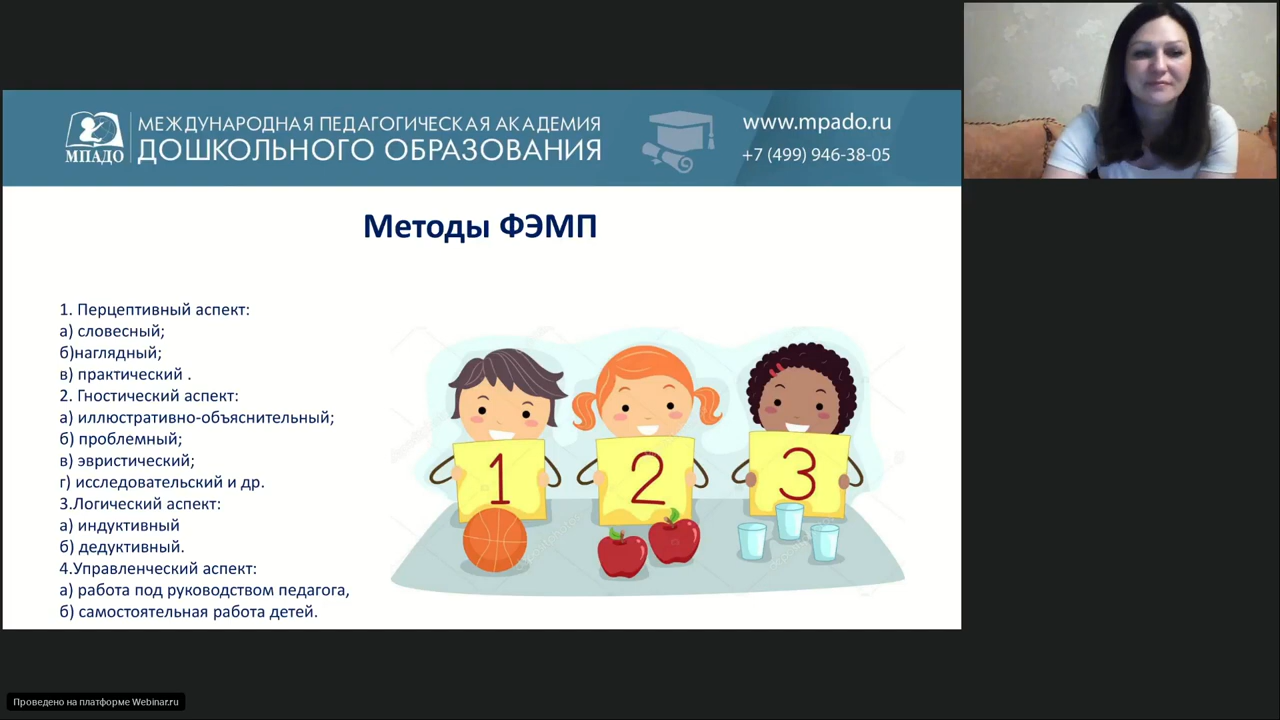 МПАДО
МЕЖДУНАРОДНАЯ ПЕДАГОГИЧЕСКАЯ АКАДЕМИЯ
ДОШКОЛЬНОГО ОБРАЗОВАНИЯ
www.mpado.ru
+7 (499) 946-38-05
Методы ФЭМП
1. Перцептивный аспект:
а) словесный;
б)наглядный;
в) практический .
2. Гностический аспект:
а) иллюстративно-объяснительный;
б) проблемный;
в) эвристический;
г) исследовательский и др.
3.Логический аспект:
а) индуктивный
б) дедуктивный.
4.Управленческий аспект:
а) работа под руководством педагога,
б) самостоятельная работа детей.
1 2 3
Проведено на платформе Webinar.ru